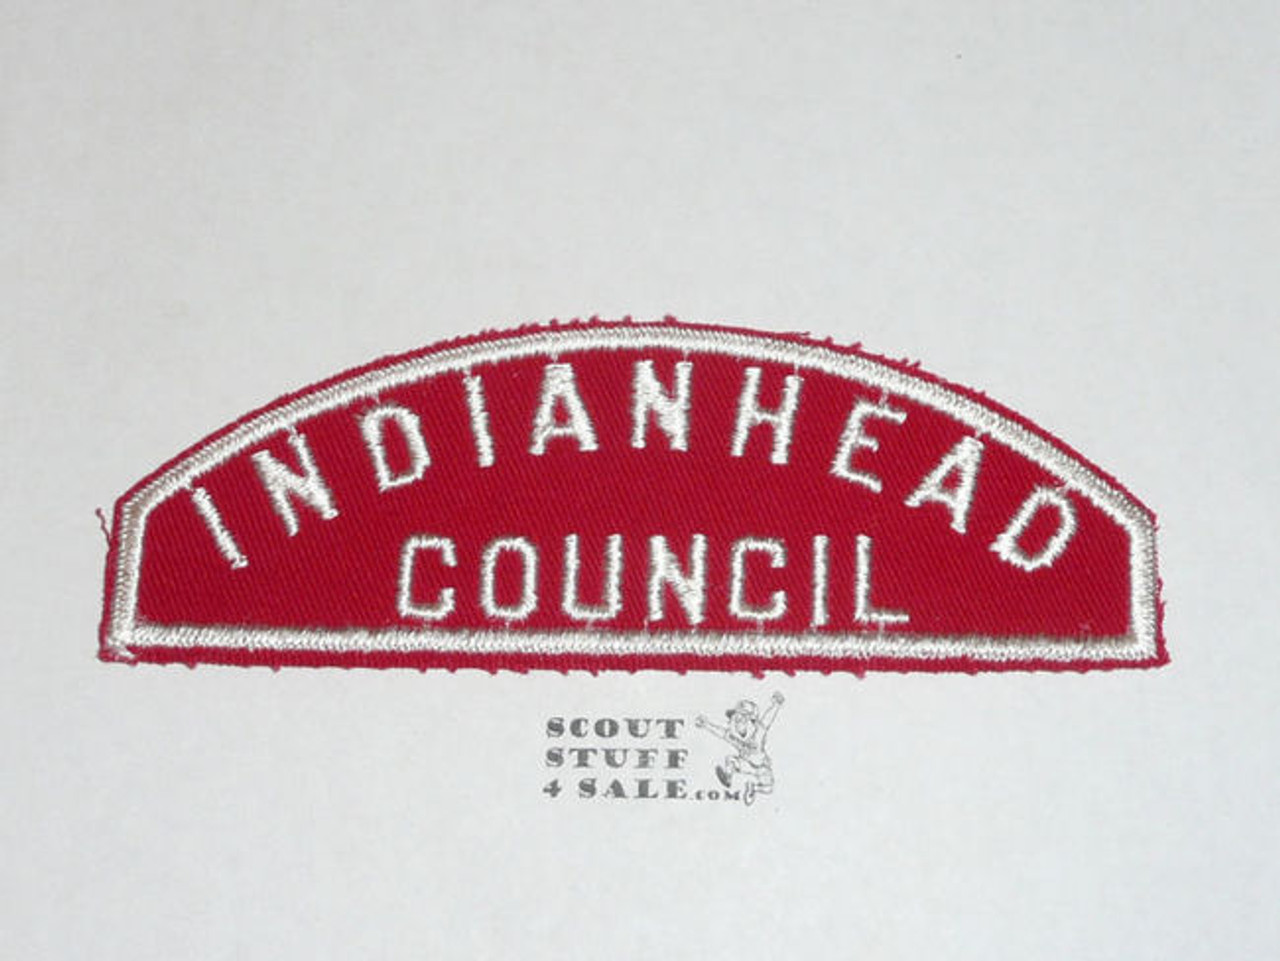 INDIANHEAD
COUNCIL
SCOUT
STUFF
4 SALE.COM